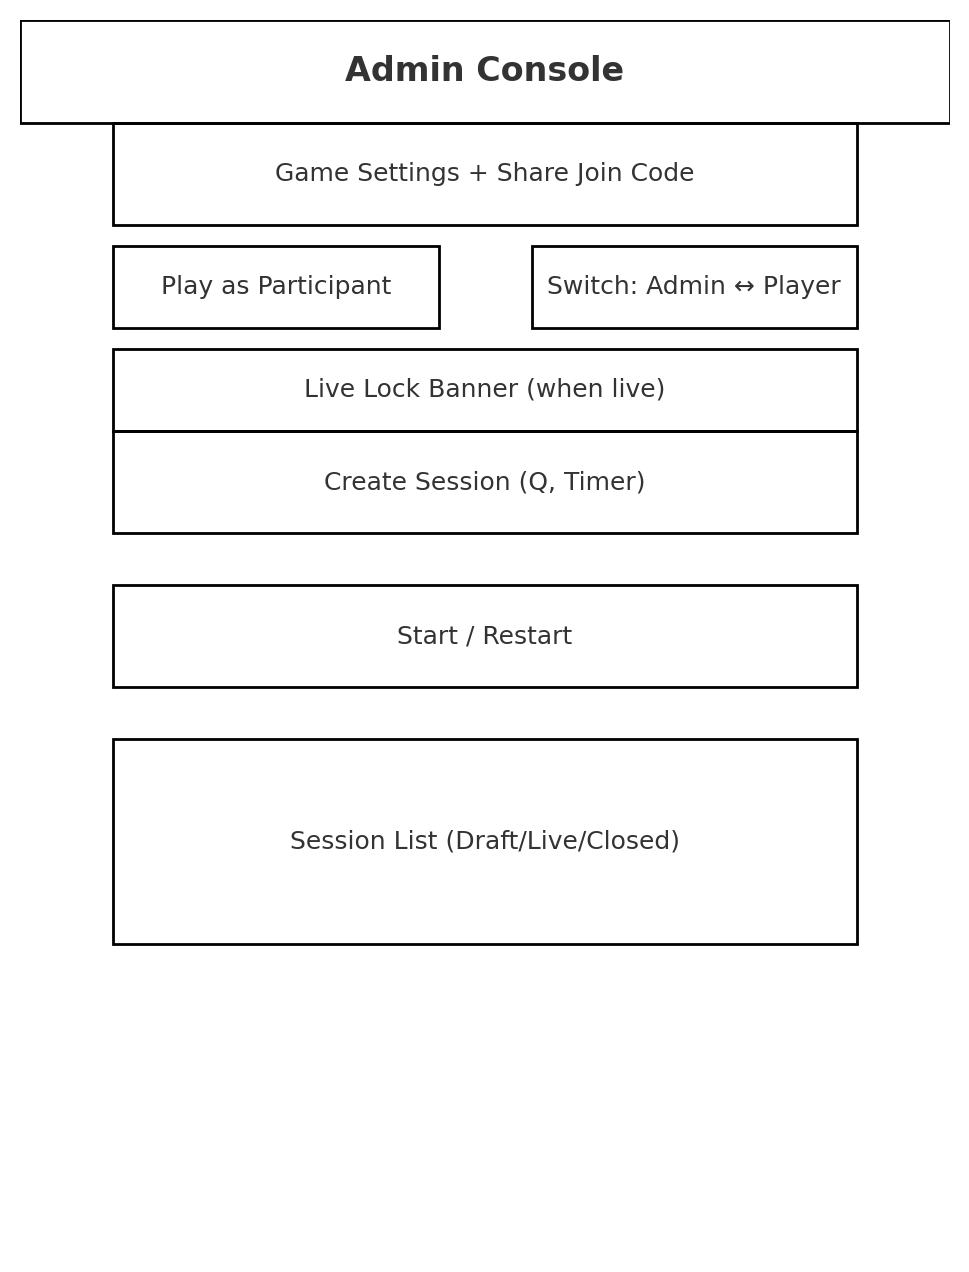 Admin Console
Game Settings + Share Join Code
Play as Participant
Switch: Admin ↔ Player
Live Lock Banner (when live)
Create Session (Q, Timer)
Start / Restart
Session List (Draft/Live/Closed)